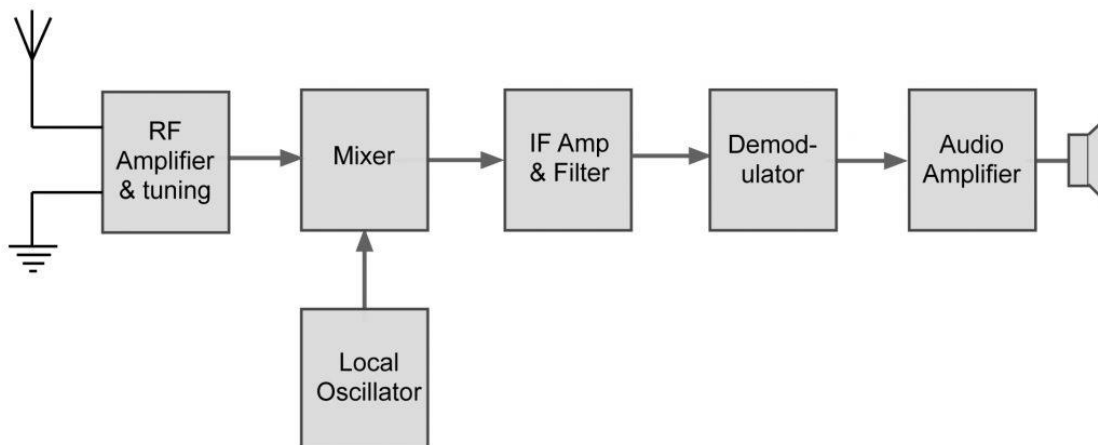 RF
Amplifier
& tuning
Mixer
IF Amp
& Filter
Demod-
ulator
Audio
Amplifier
Local
Oscillator